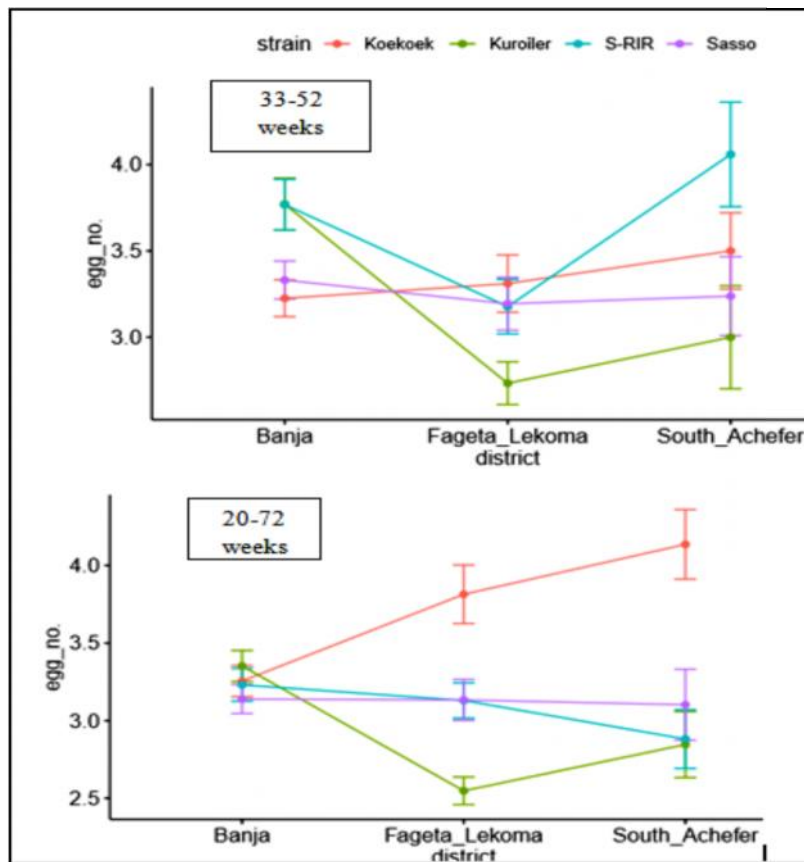 strain Koekoek Kuroiler S-RIR Sasso
33-52
weeks
4.0
3.5
3.0
egg_no.
Banja Fageta_Lekoma South_Achefer
district
20-72
weeks
4.0
3.5
3.0
2.5
egg_no.
Banja Fageta_Lekoma South_Achefer
district